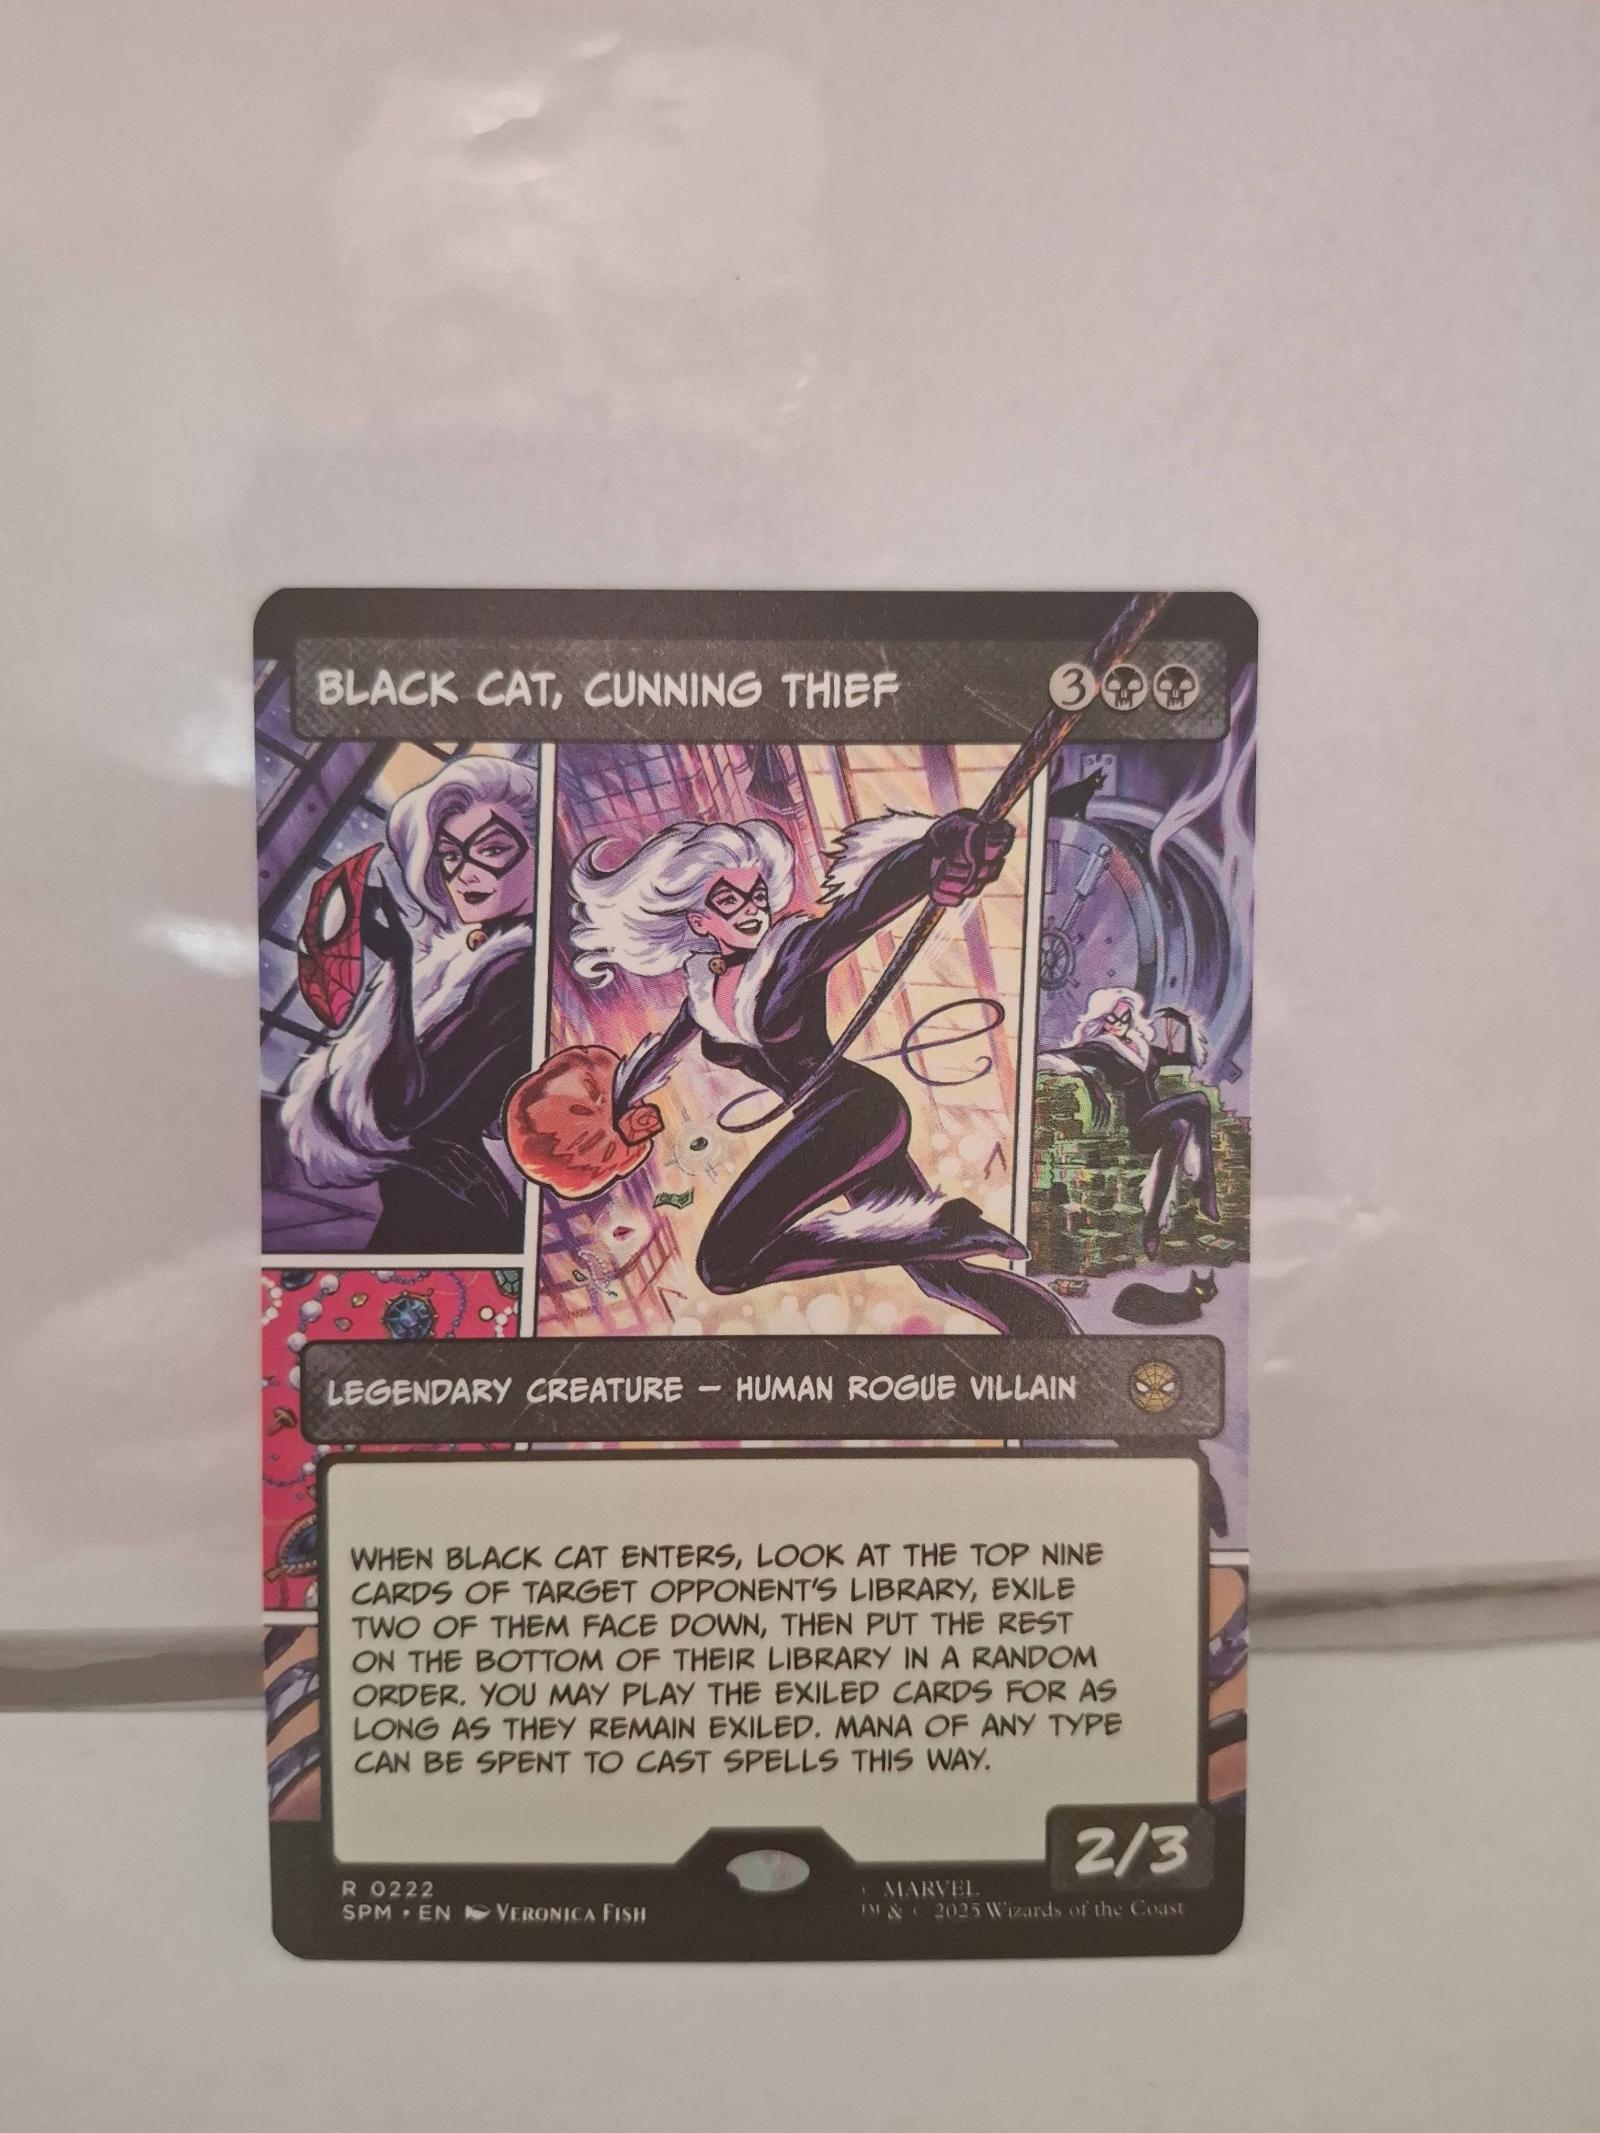 BLACK CAT, CUNNING THIEF 3
LEGENDARY CREATURE – HUMAN ROGUE VILLAIN
WHEN BLACK CAT ENTERS, LOOK AT THE TOP NINE
CARDS OF TARGET OPPONENT'S LIBRARY, EXILE
TWO OF THEM FACE DOWN, THEN PUT THE REST
ON THE BOTTOM OF THEIR LIBRARY IN A RANDOM
ORDER. YOU MAY PLAY THE EXILED CARDS FOR AS
LONG AS THEY REMAIN EXILED. MANA OF ANY TYPE
CAN BE SPENT TO CAST SPELLS THIS WAY.
2/3
R 0222
SPM • EN VERONICA FISH
© MARVEL
TM & © 2025 Wizards of the Coast